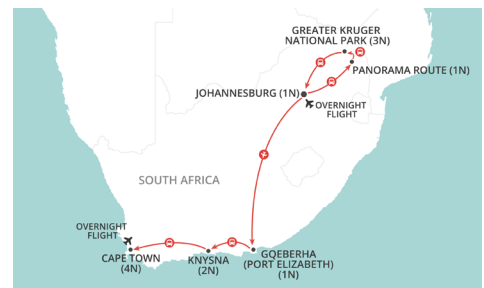 GREATER KRUGER
NATIONAL PARK (3N)
PANORAMA ROUTE (1N)
JOHANNESBURG (1N)
OVERNIGHT
FLIGHT
SOUTH AFRICA
OVERNIGHT
FLIGHT
CAPE TOWN
(4N)
KNYSNA
(2N)
GQEBERHA
(PORT ELIZABETH)
(1N)